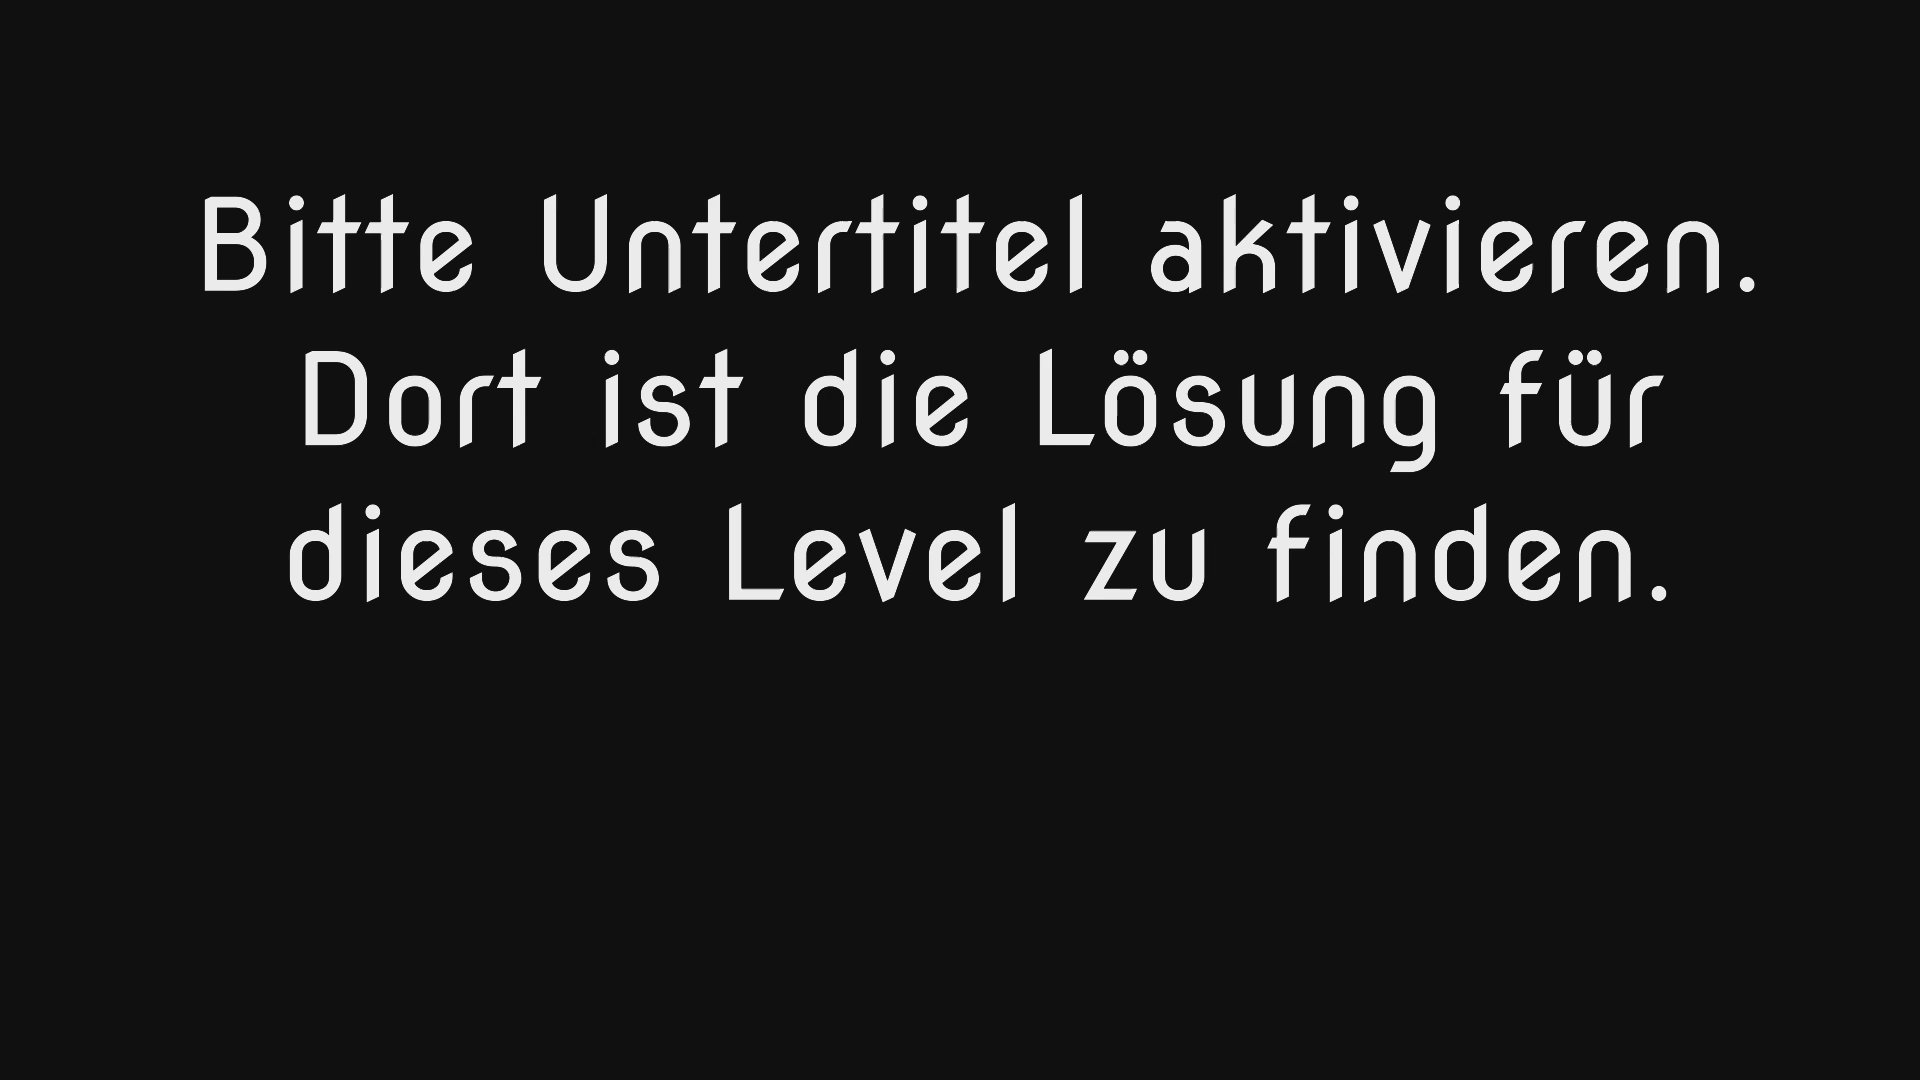 Bitte Untertitel aktivieren.
Dort ist die Lösung für
dieses Level zu finden.